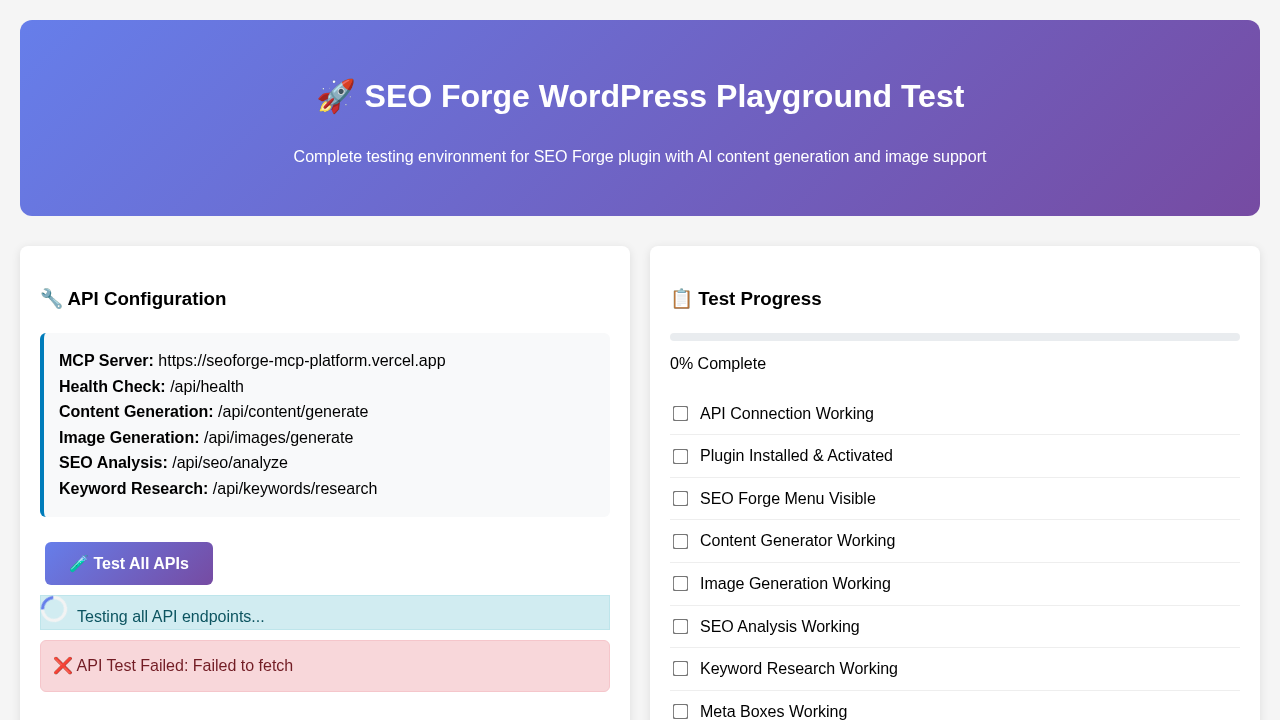 🚀 SEO Forge WordPress Playground Test
Complete testing environment for SEO Forge plugin with AI content generation and image support
🔧 API Configuration
MCP Server: https://seoforge-mcp-platform.vercel.app
Health Check: /api/health
Content Generation: /api/content/generate
Image Generation: /api/images/generate
SEO Analysis: /api/seo/analyze
Keyword Research: /api/keywords/research
🧪 Test All APIs
Testing all API endpoints...
❌ API Test Failed: Failed to fetch
📋 Test Progress
0% Complete
API Connection Working
Plugin Installed & Activated
SEO Forge Menu Visible
Content Generator Working
Image Generation Working
SEO Analysis Working
Keyword Research Working
Meta Boxes Working